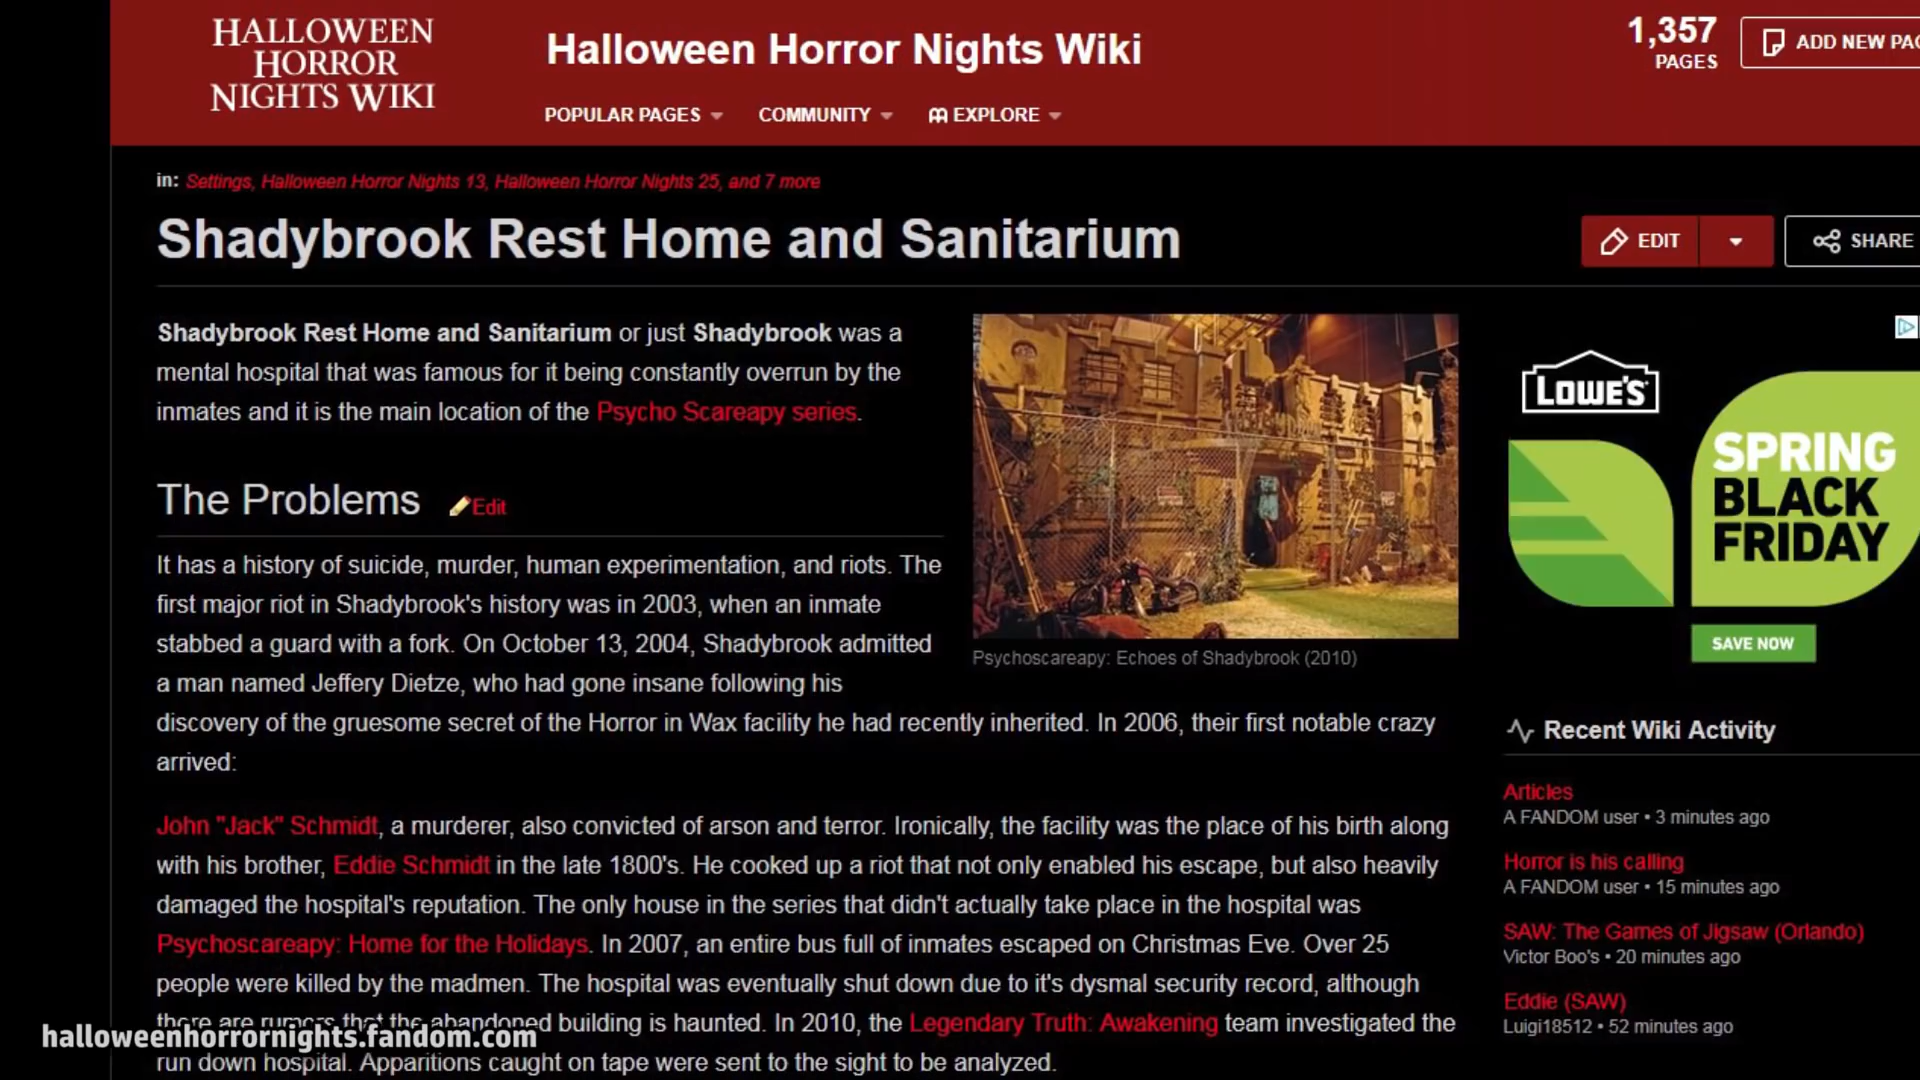 HALLOWEEN
HORROR
NIGHTS WIKI
Halloween Horror Nights Wiki
POPULAR PAGES
COMMUNITY
EXPLORE
1,357
PAGES
ADD NEW PAG
in: Settings, Halloween Horror Nights 13, Halloween Horror Nights 25, and 7 more
Shadybrook Rest Home and Sanitarium
EDIT
SHARE
Shadybrook Rest Home and Sanitarium or just Shadybrook was a
mental hospital that was famous for it being constantly overrun by the
inmates and it is the main location of the Psycho Scareapy series.
The Problems
Edit
It has a history of suicide, murder, human experimentation, and riots. The
first major riot in Shadybrook's history was in 2003, when an inmate
stabbed a guard with a fork. On October 13, 2004, Shadybrook admitted
a man named Jeffery Dietze, who had gone insane following his
discovery of the gruesome secret of the Horror in Wax facility he had recently inherited. In 2006, their first notable crazy
arrived:
Psychoscareapy: Echoes of Shadybrook (2010)
John "Jack" Schmidt, a murderer, also convicted of arson and terror. Ironically, the facility was the place of his birth along
with his brother, Eddie Schmidt in the late 1800's. He cooked up a riot that not only enabled his escape, but also heavily
damaged the hospital's reputation. The only house in the series that didn't actually take place in the hospital was
Psychoscareapy: Home for the Holidays. In 2007, an entire bus full of inmates escaped on Christmas Eve. Over 25
people were killed by the madmen. The hospital was eventually shut down due to it's dysmal security record, although
there are rumors that the abandoned building is haunted. In 2010, the Legendary Truth: Awakening team investigated the
run down hospital. Apparitions caught on tape were sent to the sight to be analyzed.
halloweenhorrornights.fandom.com
LOWE'S
SPRING
BLACK
FRIDAY
SAVE NOW
Recent Wiki Activity
Articles
A FANDOM user • 3 minutes ago
Horror is his calling
A FANDOM user • 15 minutes ago
SAW: The Games of Jigsaw (Orlando)
Victor Boo's • 20 minutes ago
Eddie (SAW)
Luigi18512 • 52 minutes ago